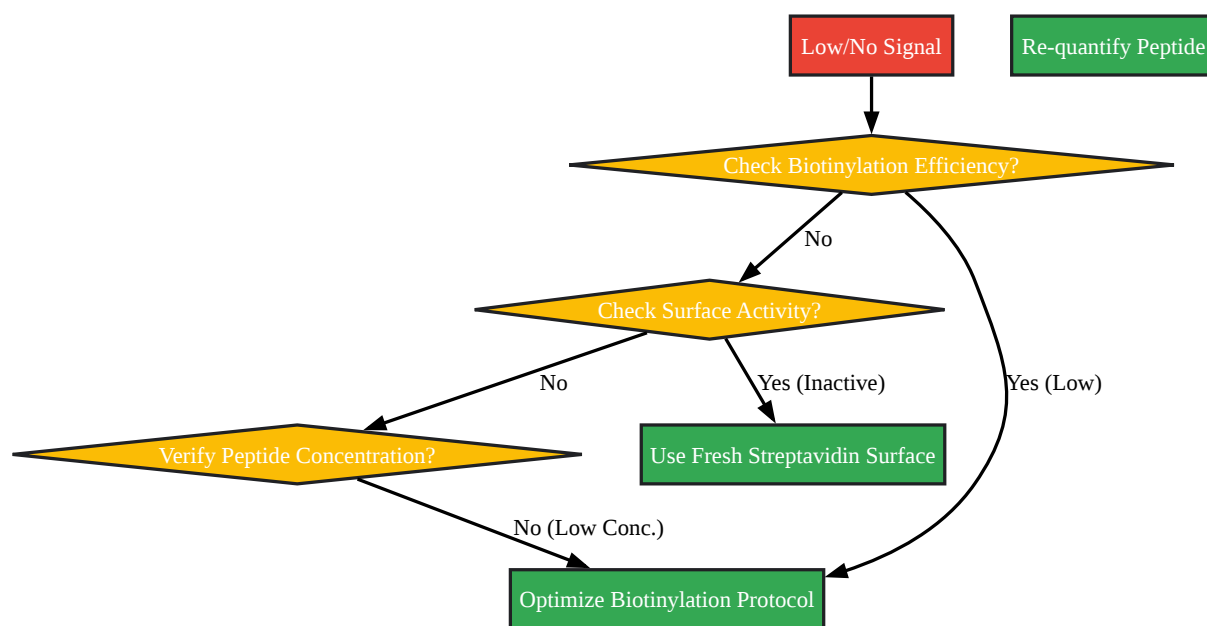 Low/No Signal
Re-quantify Peptide
Check Biotinylation Efficiency?
No
Check Surface Activity?
No
Yes (Inactive)
Yes (Low)
Verify Peptide Concentration?
Use Fresh Streptavidin Surface
No (Low Conc.)
Optimize Biotinylation Protocol